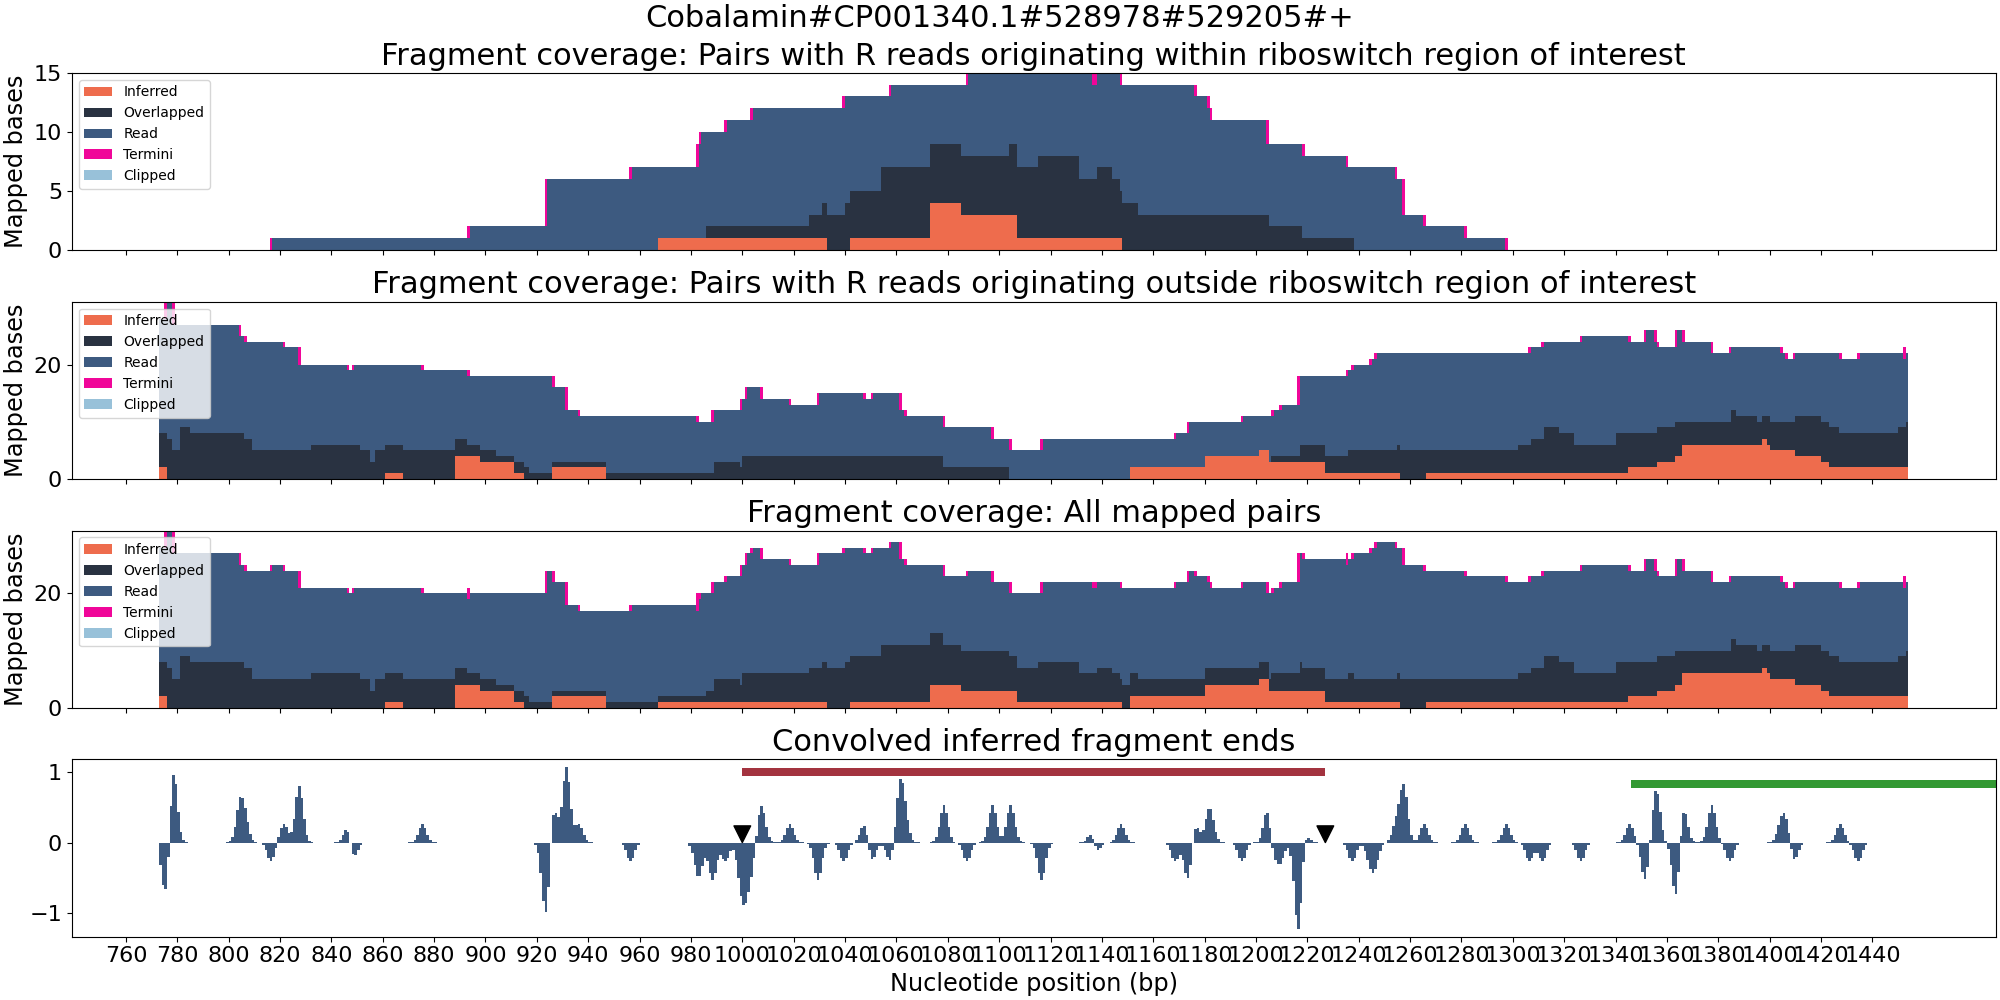 Cobalamin#CP001340.1#528978#529205#+
Fragment coverage: Pairs with R reads originating within riboswitch region of interest
Mapped bases
15
10
5
0
Inferred
Overlapped
Read
Termini
Clipped
Fragment coverage: Pairs with R reads originating outside riboswitch region of interest
Mapped bases
20
0
Inferred
Overlapped
Read
Termini
Clipped
Fragment coverage: All mapped pairs
Mapped bases
20
0
Inferred
Overlapped
Read
Termini
Clipped
Convolved inferred fragment ends
1
0
−1
760 780 800 820 840 860 880 900 920 940 960 980 1000 1020 1040 1060 1080 1100 1120 1140 1160 1180 1200 1220 1240 1260 1280 1300 1320 1340 1360 1380 1400 1420 1440
Nucleotide position (bp)